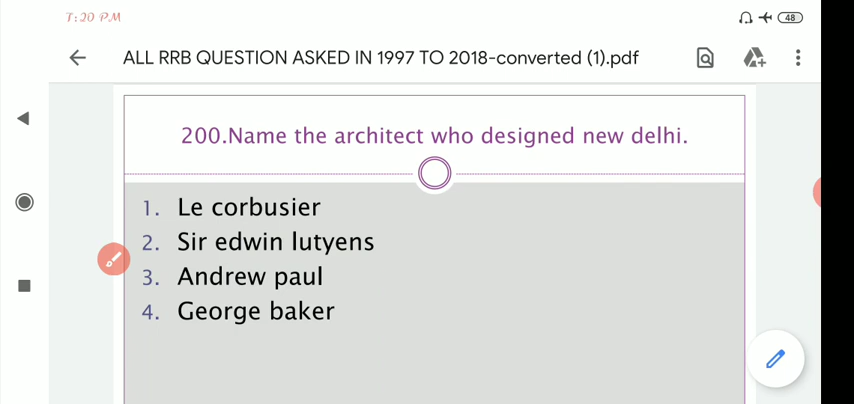 7:20 PM
48
ALL RRB QUESTION ASKED IN 1997 TO 2018-converted (1).pdf
200.Name the architect who designed new delhi.
1. Le corbusier
2. Sir edwin lutyens
3. Andrew paul
4. George baker